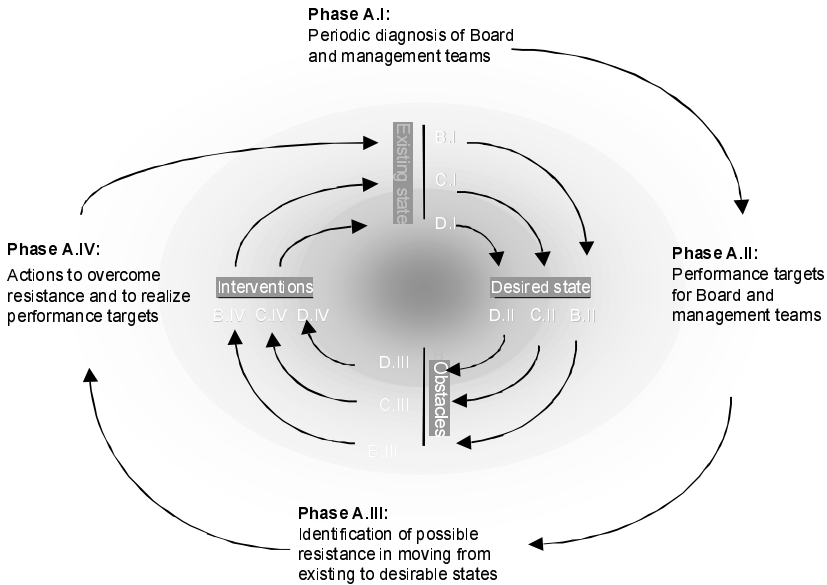 Phase A.I:
Periodic diagnosis of Board
and management teams
Existing state
B.I
C.I
D.I
Phase A.IV:
Actions to overcome
resistance and to realize
performance targets
Interventions
B.IV C.IV D.IV
Desired state
D.II C.II B.II
Phase A.II:
Performance targets
for Board and
management teams
D.III
C.III
B.III
Obstacles
Phase A.III:
Identification of possible
resistance in moving from
existing to desirable states